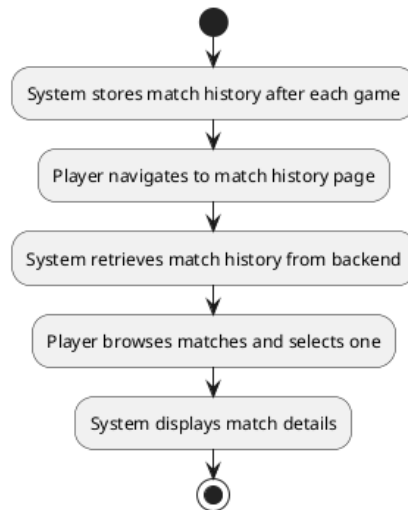 System stores match history after each game
Player navigates to match history page
System retrieves match history from backend
Player browses matches and selects one
System displays match details